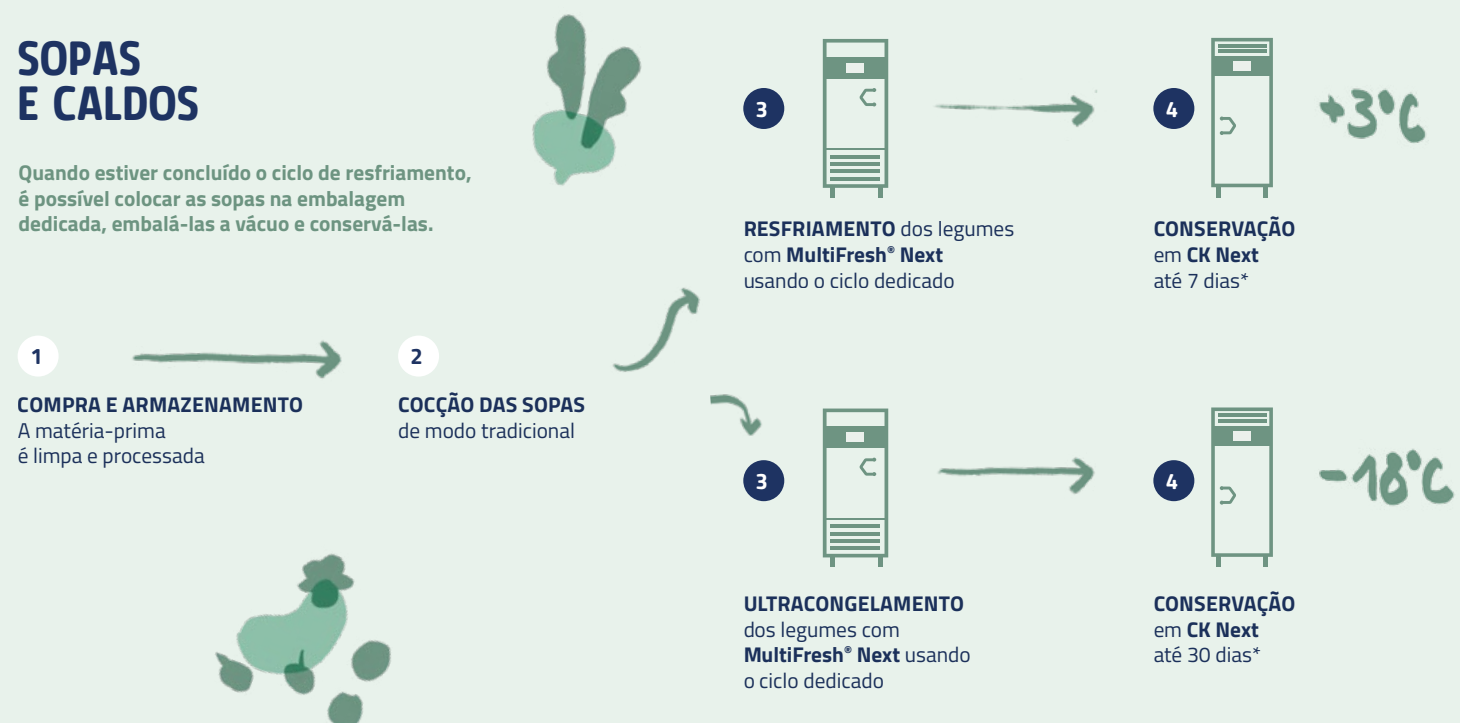 SOPAS
E CALDOS
Quando estiver concluído o ciclo de resfriamento,
é possível colocar as sopas na embalagem
dedicada, embalá-las a vácuo e conservá-las.
1
COMPRA E ARMAZENAMENTO
A matéria-prima
é limpa e processada
2
COCÇÃO DAS SOPAS
de modo tradicional
3
RESFRIAMENTO dos legumes
com MultiFresh® Next
usando o ciclo dedicado
4
+3°C
CONSERVAÇÃO
em CK Next
até 7 dias*
3
ULTRACONGELAMENTO
dos legumes com
MultiFresh® Next usando
o ciclo dedicado
4
-18°C
CONSERVAÇÃO
em CK Next
até 30 dias*